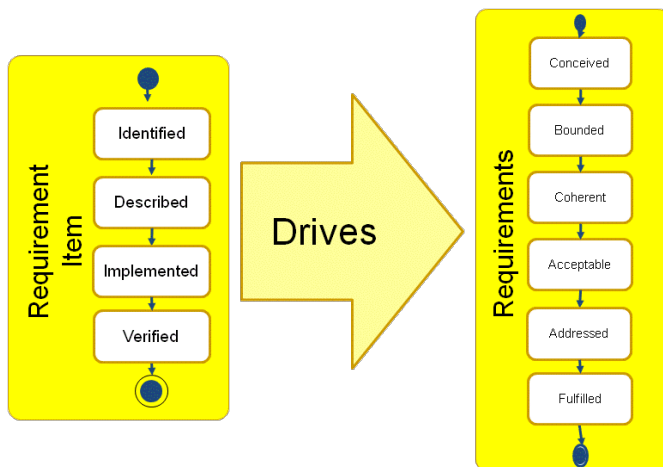 Requirement
Item
Identified
Described
Implemented
Verified
Drives
Requirements
Conceived
Bounded
Coherent
Acceptable
Addressed
Fulfilled